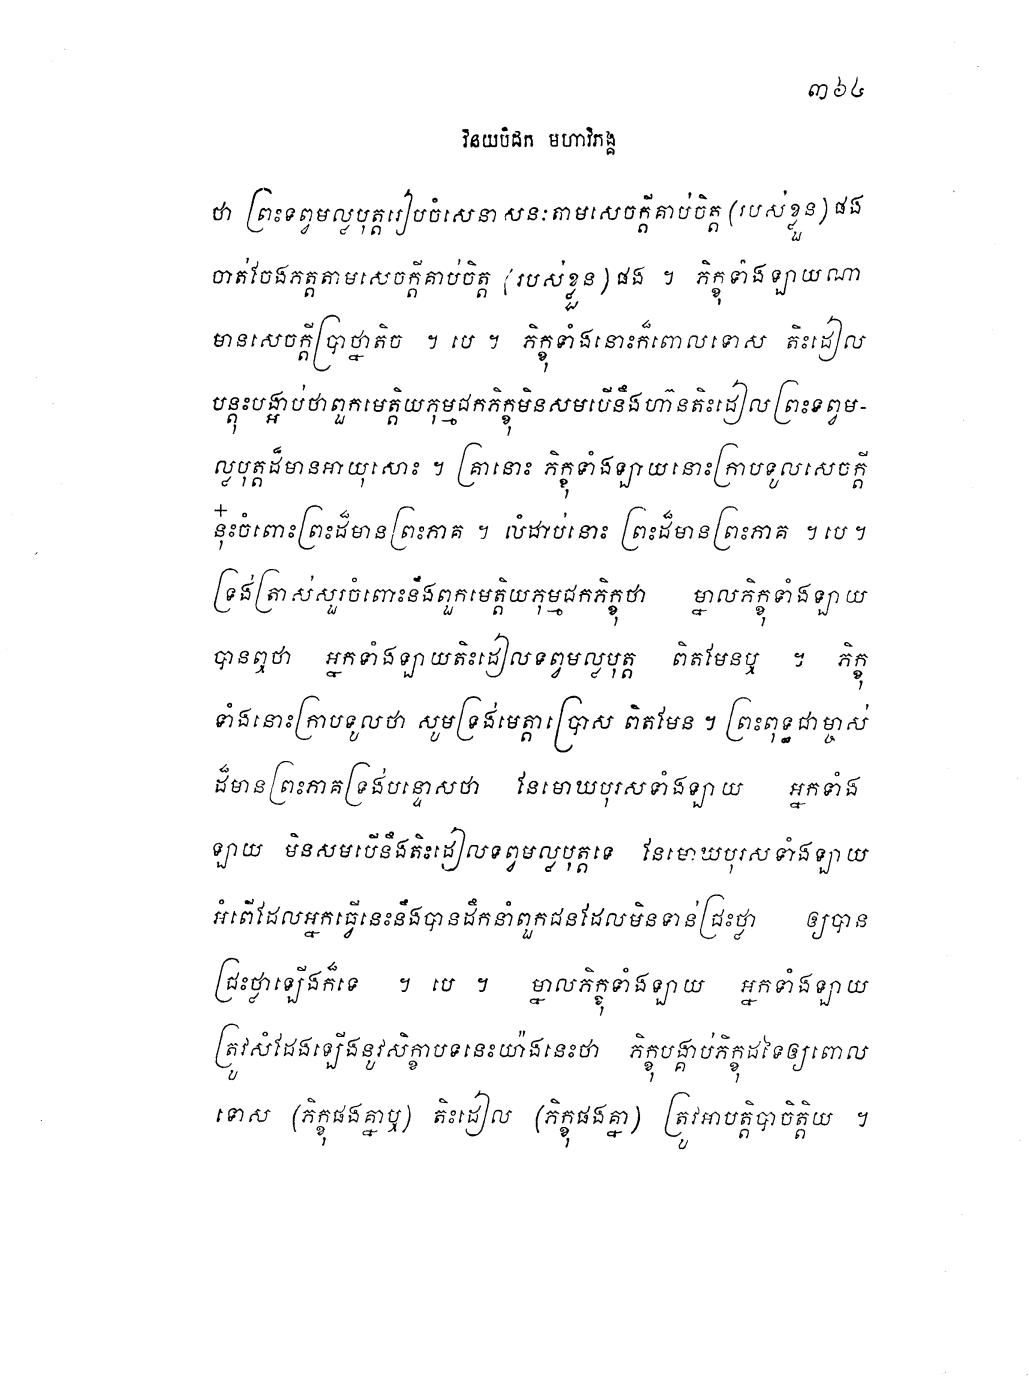 ៣៦៤
វិនយបិដក មហាវិភង្គ
ថា ព្រះទព្វមល្លបុត្តរៀបចំសេនាសនៈតាមសេចក្តីគាប់ចិត្ត (របស់ខ្លួន) ផង
ចាត់ចែងភត្តតាមសេចក្តីគាប់ចិត្ត (របស់ខ្លួន) ផង ។ ភិក្ខុទាំងឡាយណា
មានសេចក្តីប្រាថ្នាតិច ។ បេ ។ ភិក្ខុទាំងនោះក៏ពោលទោស តិះដៀល
បន្តុះបង្អាប់ថាពួកមេត្តិយភុម្មជកភិក្ខុមិនសមបើនឹងហ៊ានតិះដៀលព្រះទព្វម-
ល្លបុត្តដ៏មានអាយុសោះ ។ គ្រានោះ ភិក្ខុទាំងឡាយនោះក្រាបទូលសេចក្តី
នុ៎ះចំពោះព្រះដ៏មានព្រះភាគ ។ លំដាប់នោះ ព្រះដ៏មានព្រះភាគ ។ បេ ។
ទ្រង់ត្រាស់សួរចំពោះនឹងពួកមេត្តិយភុម្មជកភិក្ខុថា ម្នាលភិក្ខុទាំងឡាយ
បានឮថា អ្នកទាំងឡាយតិះដៀលទព្វមល្លបុត្ត ពិតមែនឬ ។ ភិក្ខុ
ទាំងនោះក្រាបទូលថា សូមទ្រង់មេត្តាប្រោស ពិតមែន ។ ព្រះពុទ្ធជាម្ចាស់
ដ៏មានព្រះភាគទ្រង់បន្ទោសថា នែមោឃបុរសទាំងឡាយ អ្នកទាំង
ឡាយ មិនសមបើនឹងតិះដៀលទព្វមល្លបុត្តទេ នែមោឃបុរសទាំងឡាយ
អំពើដែលអ្នកធ្វើនេះនឹងបានដឹកនាំពួកជនដែលមិនទាន់ជ្រះថ្លា ឲ្យបាន
ជ្រះថ្លាឡើងក៏ទេ ។ បេ ។ ម្នាលភិក្ខុទាំងឡាយ អ្នកទាំងឡាយ
ត្រូវសំដែងឡើងនូវសិក្ខាបទនេះយ៉ាងនេះថា ភិក្ខុបង្គាប់ភិក្ខុដទៃឲ្យពោល
ទោស (ភិក្ខុផងគ្នាឬ) តិះដៀល (ភិក្ខុផងគ្នា) ត្រូវអាបត្តិបាចិត្តិយ ។